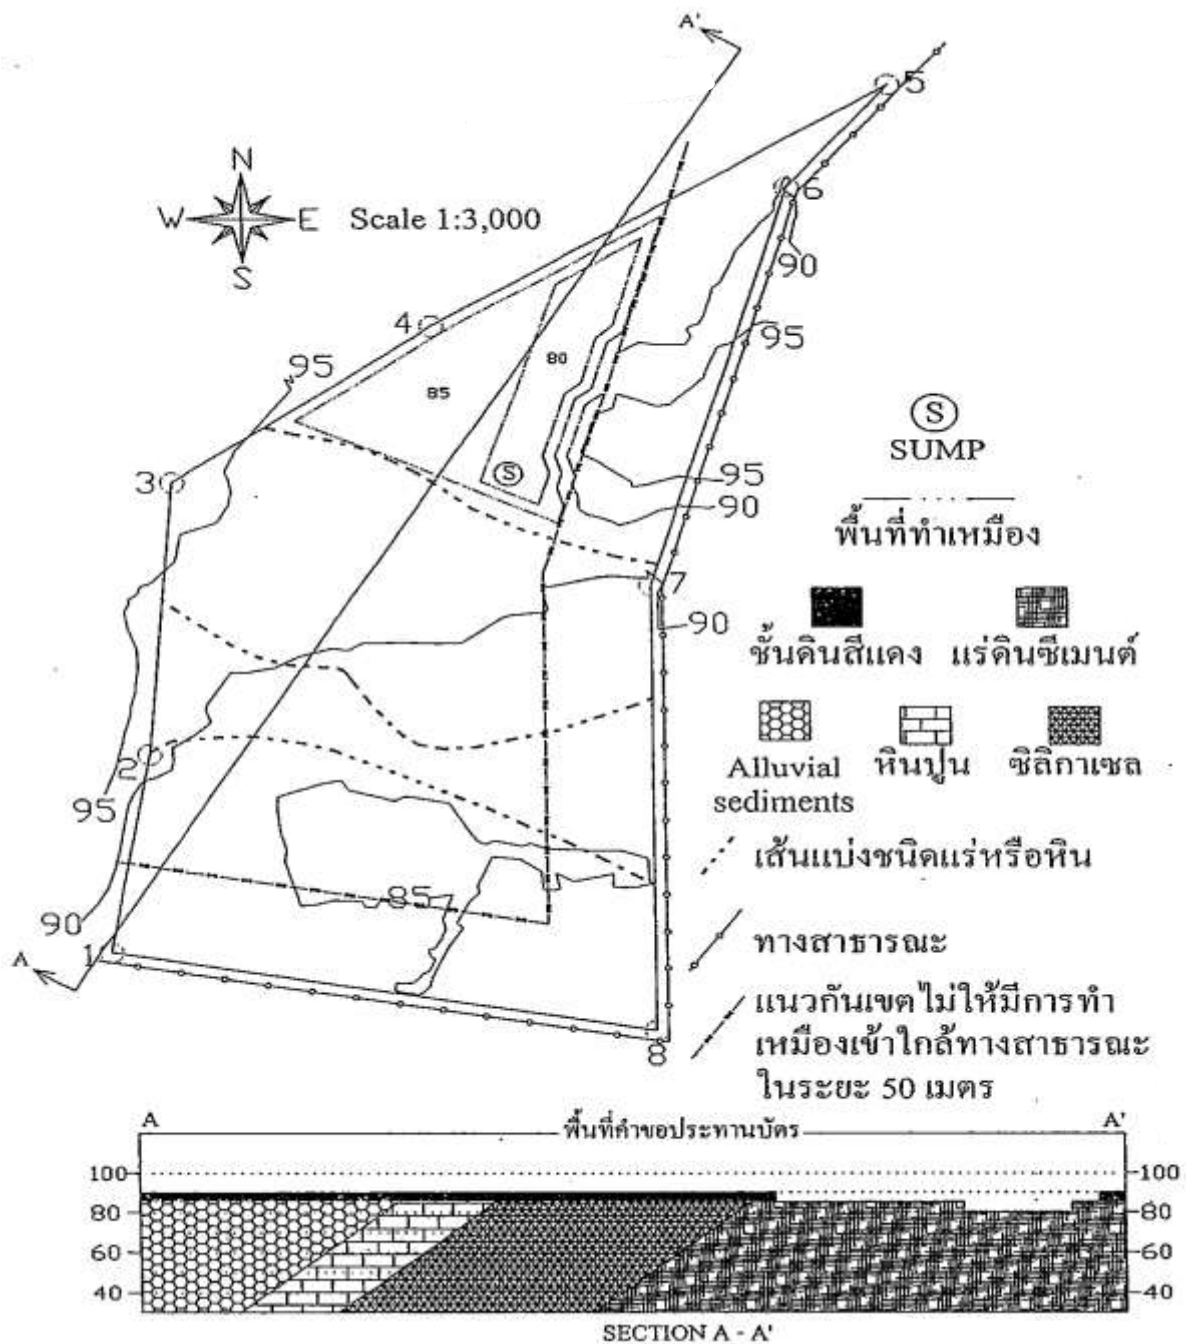 A'
5
N
W E
S
Scale 1:3,000
6
90
4
95
95
80
85
S
SUMP
3
95
S
90
พื้นที่ทำเหมือง
7
90
ชั้นดินสีแดง
แร่ดินซีเมนต์
2
Alluvial sediments
หินปูน
ซิลิกาเซล
95
เส้นแบ่งชนิดแร่หรือหิน
85
90
ทางสาธารณะ
1
A
แนวกันเขตไม่ให้มีการทำ
เหมืองเข้าใกล้ทางสาธารณะ
ในระยะ 50 เมตร
8
A
พื้นที่คำขอประทานบัตร
A'
100
100
80
80
60
60
40
40
SECTION A - A'